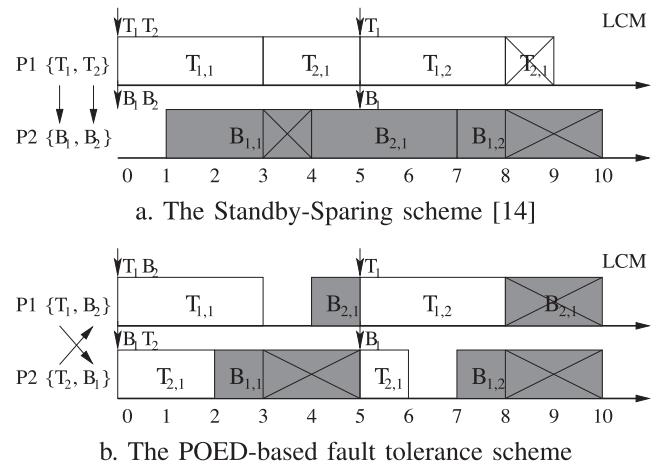 T1 T2 T1 LCM
P1 {T1, T2} T1,1 T2,1 T1,2 T2,1
B1 B2 B1
P2 {B1, B2} B1,1 B2,1 B1,2
0 1 2 3 4 5 6 7 8 9 10
a. The Standby-Sparing scheme [14]
T1 B2 T1 LCM
P1 {T1, B2} T1,1 B2,1 T1,2 B2,1
B1 T2 B1
P2 {T2, B1} T2,1 B1,1 T2,1 B1,2
0 1 2 3 4 5 6 7 8 9 10
b. The POED-based fault tolerance scheme